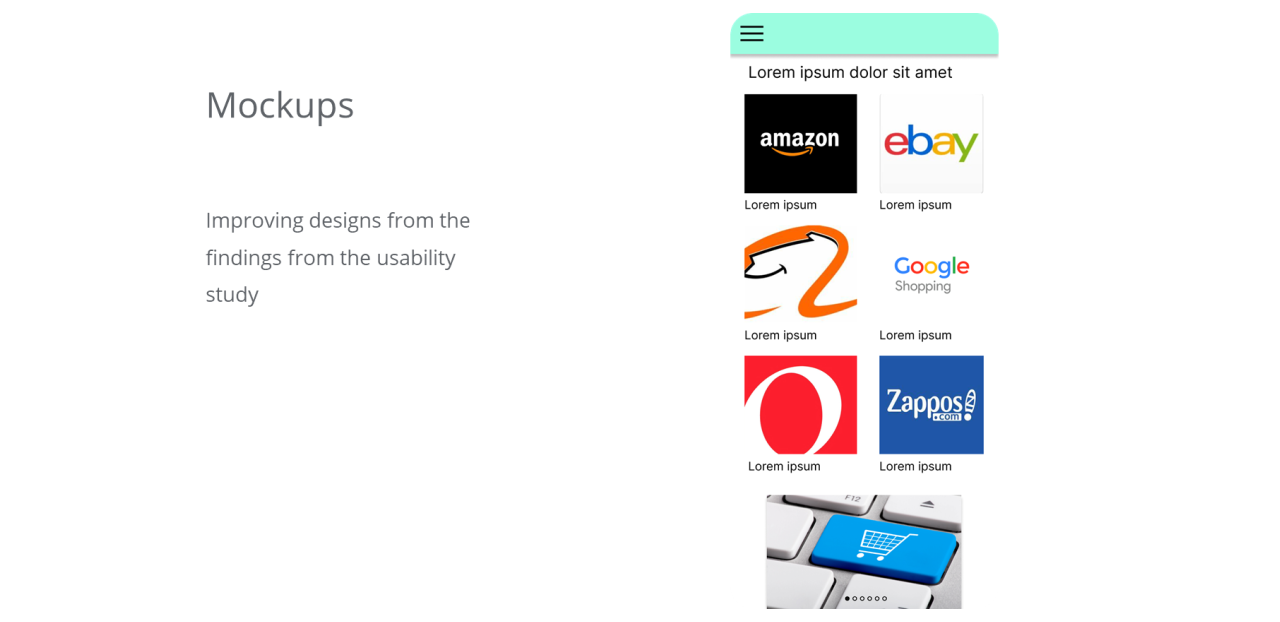 Mockups
Improving designs from the
findings from the usability
study
Lorem ipsum dolor sit amet
amazon
ebay
Lorem ipsum
Lorem ipsum
Google
Shopping
Lorem ipsum
Lorem ipsum
Zappos!
.com
Lorem ipsum
Lorem ipsum
F12